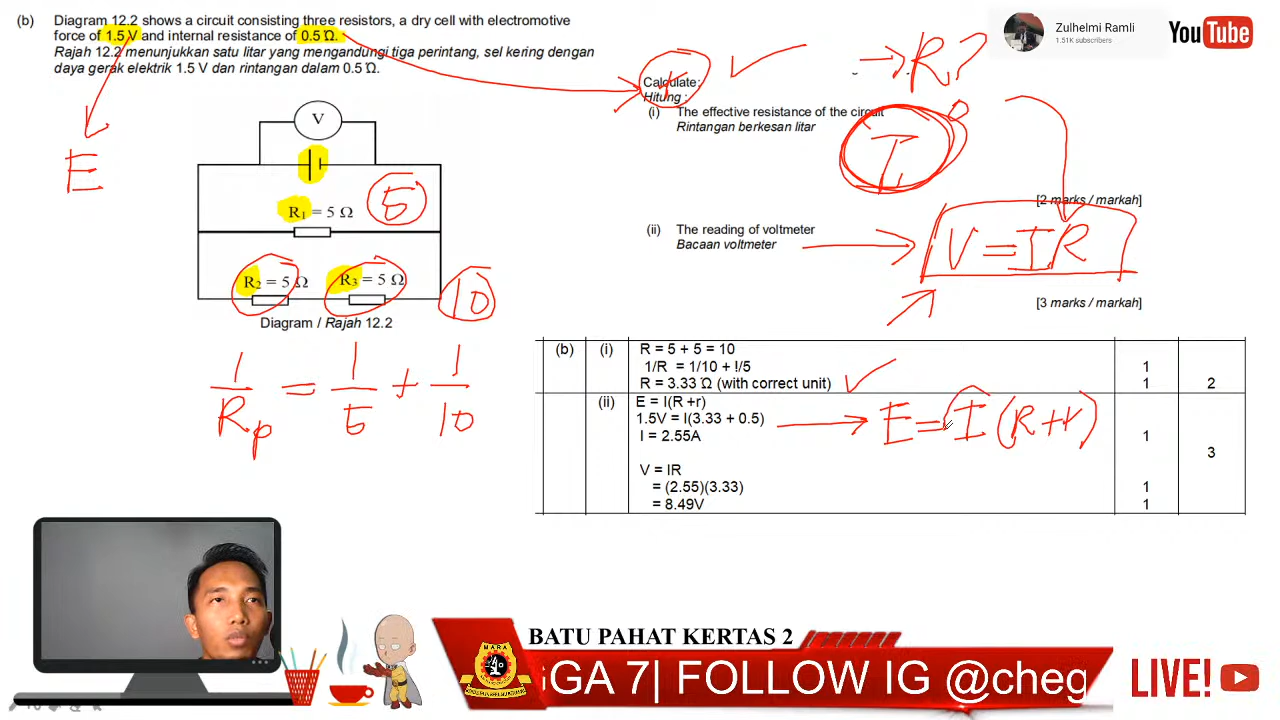 (b) Diagram 12.2 shows a circuit consisting three resistors, a dry cell with electromotive
force of 1.5 V and internal resistance of 0.5 Ω.
Rajah 12.2 menunjukkan satu litar yang mengandungi tiga perintang, sel kering dengan
daya gerak elektrik 1.5 V dan rintangan dalam 0.5 Ω.
E
V
R1 = 5 Ω
5
R2 = 5 Ω
R3 = 5 Ω
10
Diagram / Rajah 12.2
1/Rp = 1/5 + 1/10
Zulhelmi Ramli
1.51K subscribers
YouTube
Calculate:
Hitung :
r
→ R?
(i) The effective resistance of the circuit
Rintangan berkesan litar
I
[2 marks / markah]
(ii) The reading of voltmeter
Bacaan voltmeter
V = IR
[3 marks / markah]
(b) (i) R = 5 + 5 = 10
1/R = 1/10 + !/5 1
R = 3.33 Ω (with correct unit) 1 2
(ii) E = I(R +r)
1.5V = I(3.33 + 0.5)
I = 2.55A 1
3
V = IR
= (2.55)(3.33) 1
= 8.49V 1
E = I (R + r)
MARA
BATU PAHAT KERTAS 2
GA 7| FOLLOW IG @cheg
LIVE!